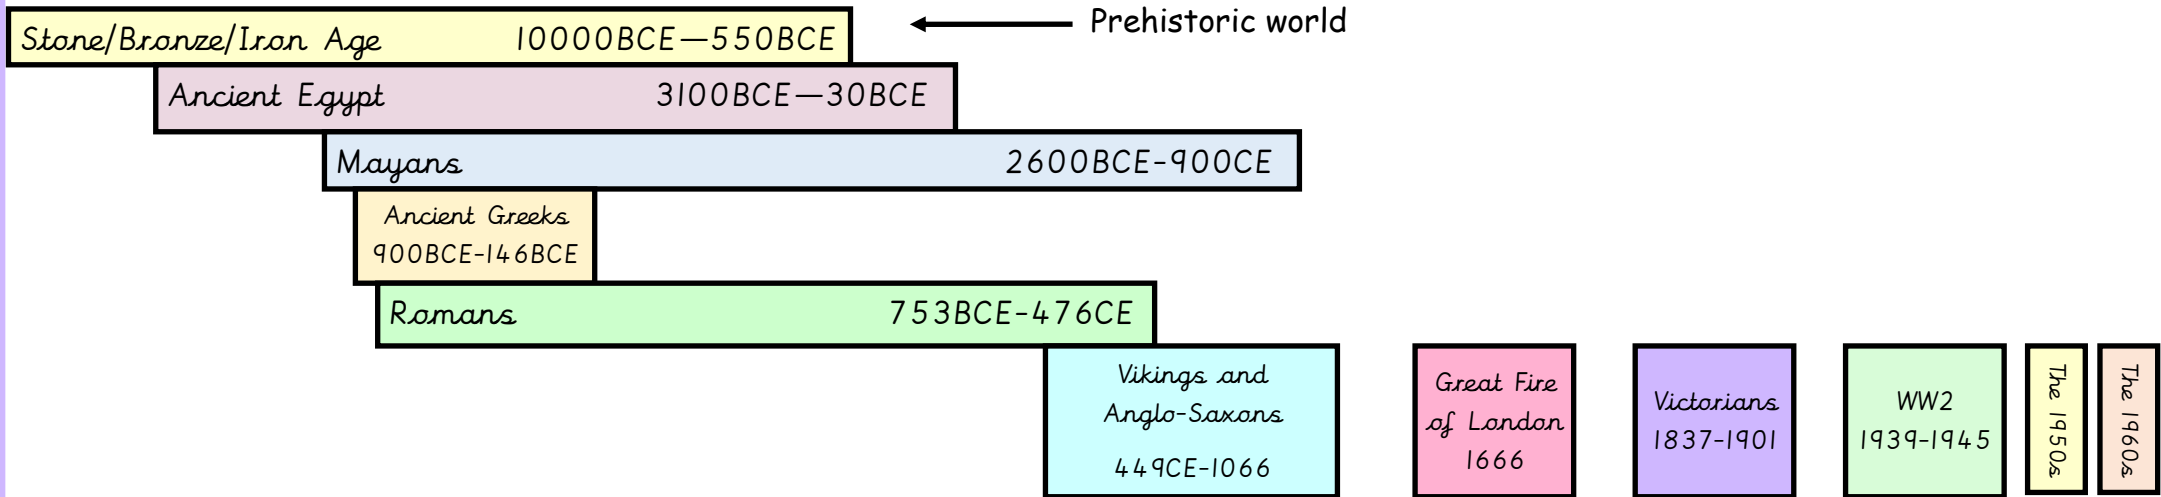 Stone/Bronze/Iron Age 10000BCE—550BCE
Prehistoric world
Ancient Egypt 3100BCE—30BCE
Mayans 2600BCE-900CE
Ancient Greeks
900BCE-146BCE
Romans 753BCE-476CE
Vikings and
Anglo-Saxons
449CE-1066
Great Fire
of London
1666
Victorians
1837-1901
WW2
1939-1945
The 1950s
The 1960s